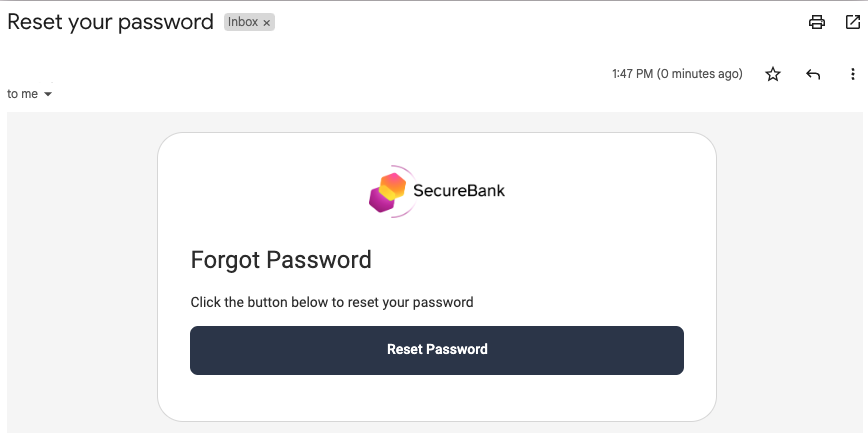 Reset your password Inbox ×
1:47 PM (0 minutes ago)
to me
SecureBank
Forgot Password
Click the button below to reset your password
Reset Password